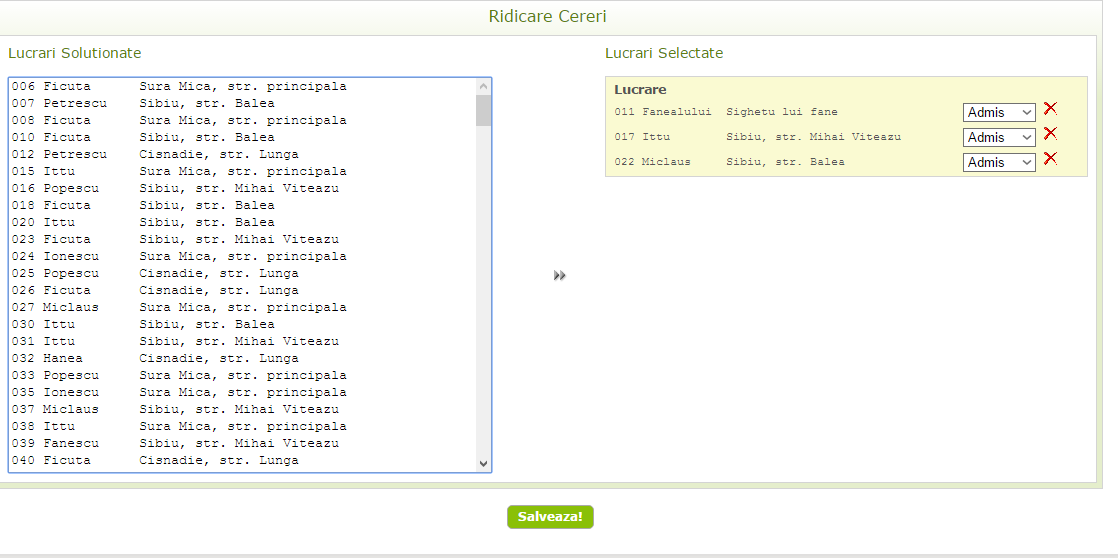 Ridicare Cereri
Lucrari Solutionate
006 Ficuta Sura Mica, str. principala
007 Petrescu Sibiu, str. Balea
008 Ficuta Sura Mica, str. principala
010 Ficuta Sibiu, str. Balea
012 Petrescu Cisnadie, str. Lunga
015 Ittu Sura Mica, str. principala
016 Popescu Sibiu, str. Mihai Viteazu
018 Ficuta Sibiu, str. Balea
020 Ittu Sibiu, str. Balea
023 Ficuta Sibiu, str. Mihai Viteazu
024 Ionescu Sura Mica, str. principala
025 Popescu Cisnadie, str. Lunga
026 Ficuta Cisnadie, str. Lunga
027 Miclaus Sura Mica, str. principala
030 Ittu Sibiu, str. Balea
031 Ittu Sibiu, str. Mihai Viteazu
032 Hanea Cisnadie, str. Lunga
033 Popescu Sura Mica, str. principala
035 Ionescu Sura Mica, str. principala
037 Miclaus Sibiu, str. Mihai Viteazu
038 Ittu Sura Mica, str. principala
039 Fanescu Sibiu, str. Mihai Viteazu
040 Ficuta Cisnadie, str. Lunga
Lucrari Selectate
Lucrare
011 Fanealului Sighetu lui fane Admis
017 Ittu Sibiu, str. Mihai Viteazu Admis
022 Miclaus Sibiu, str. Balea Admis
Salveaza!